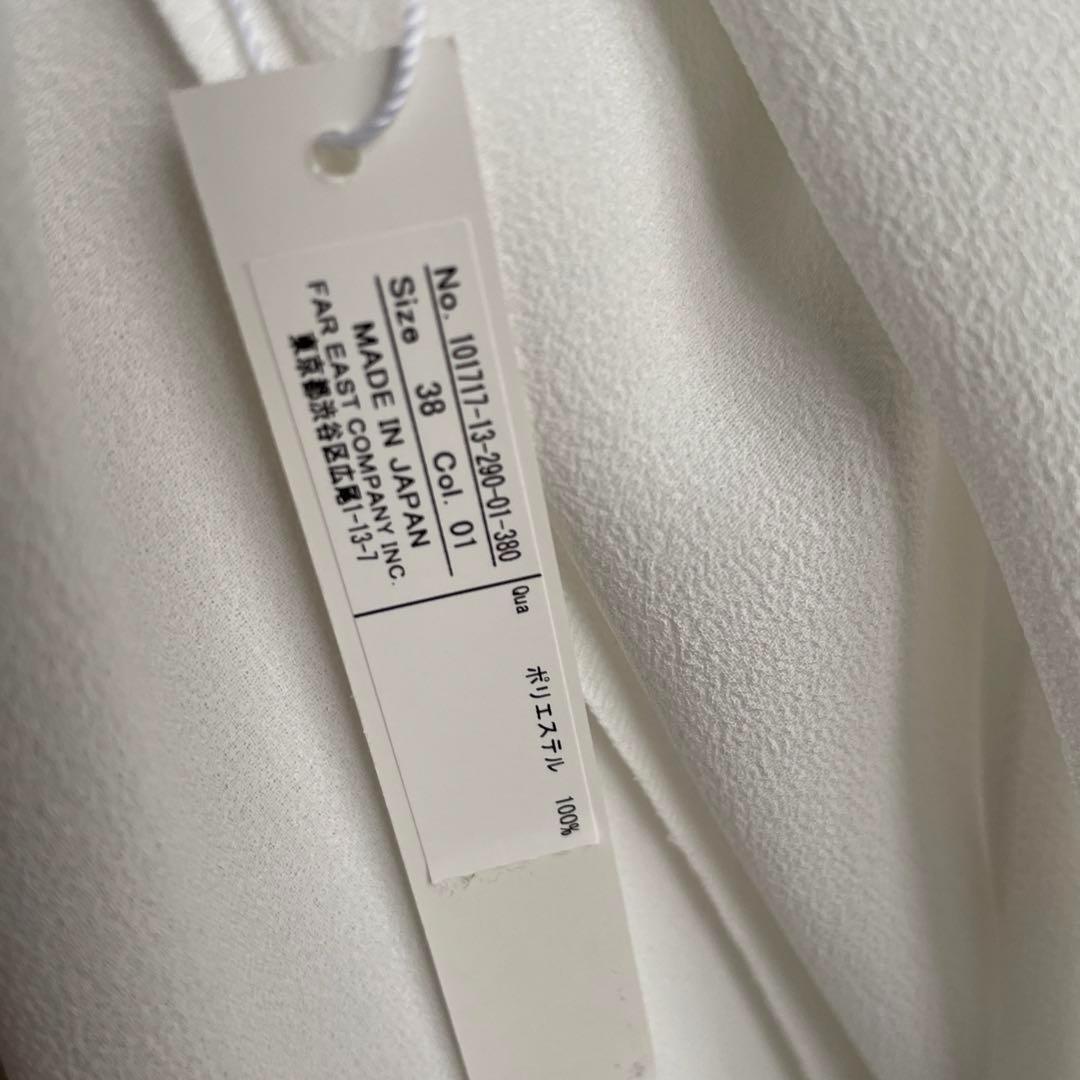 No. 101717-13-290-01-380
Size 38 Col. 01
MADE IN JAPAN
FAR EAST COMPANY INC.
東京都渋谷区広尾1-13-7
Qua
ポリエステル 100%